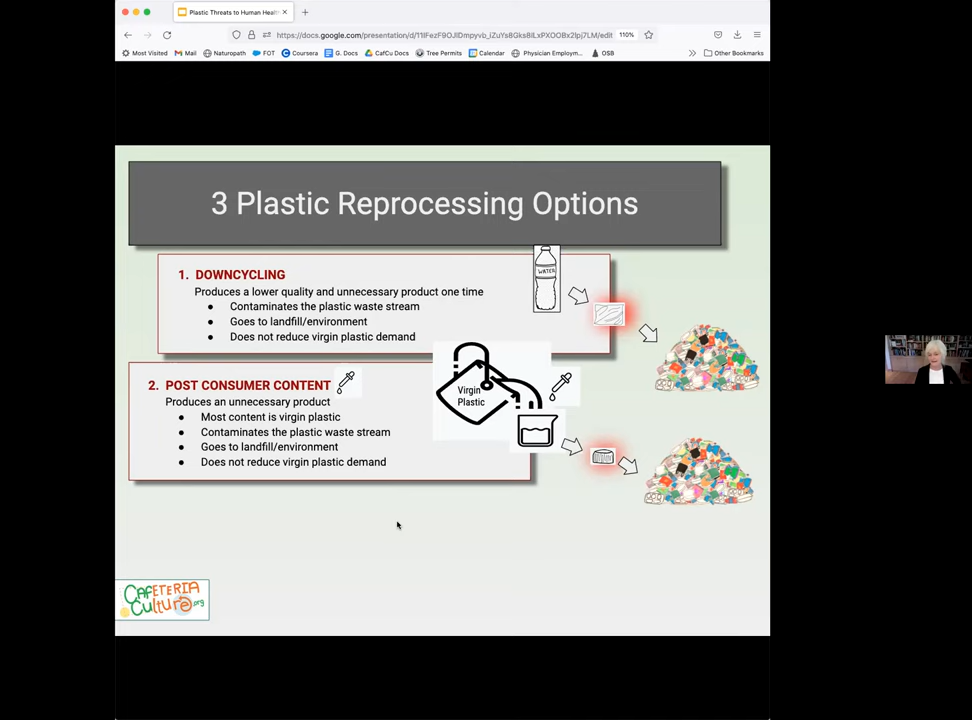 Plastic Threats to Human Healt
https://docs.google.com/presentation/d/11IFezF9OJlDmpyvb_iZuYs8Gks8ILxPXOOBx2lpj7LM/edit
110%
Most Visited
Mail
Naturopath
FOT
Coursera
G. Docs
CafCu Docs
Tree Permits
Calendar
Physician Employm...
OSB
Other Bookmarks
3 Plastic Reprocessing Options
1. DOWNCYCLING
Produces a lower quality and unnecessary product one time
● Contaminates the plastic waste stream
● Goes to landfill/environment
● Does not reduce virgin plastic demand
WATER
2. POST CONSUMER CONTENT
Produces an unnecessary product
● Most content is virgin plastic
● Contaminates the plastic waste stream
● Goes to landfill/environment
● Does not reduce virgin plastic demand
Virgin
Plastic
CafETERIA
Culture.org